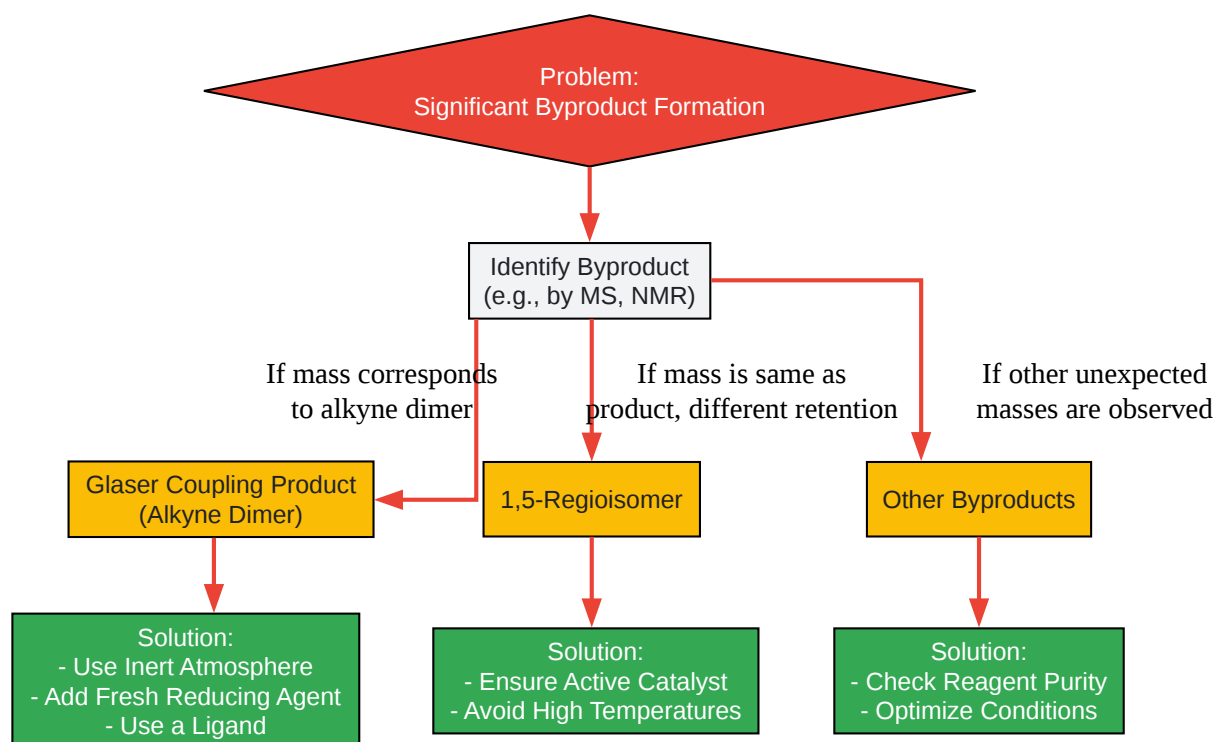 Problem:
Significant Byproduct Formation
Identify Byproduct
(e.g., by MS, NMR)
If mass corresponds
to alkyne dimer
If mass is same as
product, different retention
If other unexpected
masses are observed
Glaser Coupling Product
(Alkyne Dimer)
1,5-Regioisomer
Other Byproducts
Solution:
- Use Inert Atmosphere
- Add Fresh Reducing Agent
- Use a Ligand
Solution:
- Ensure Active Catalyst
- Avoid High Temperatures
Solution:
- Check Reagent Purity
- Optimize Conditions